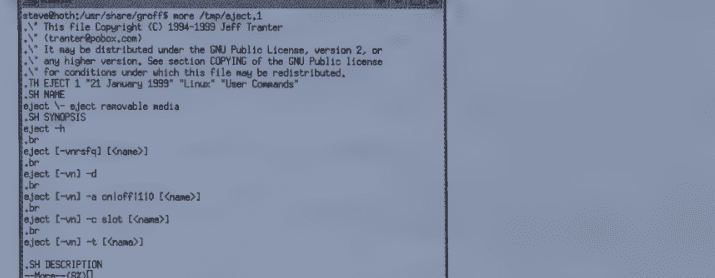 steve@hoth:/usr/share/groff$ more /tmp/eject.1
.\" This file Copyright (C) 1994-1999 Jeff Tranter
.\" (tranter@pobox.com)
.\" It may be distributed under the GNU Public License, version 2, or
.\" any higher version. See section COPYING of the GNU Public license
.\" for conditions under which this file may be redistributed.
.TH EJECT 1 "21 January 1999" "Linux" "User Commands"
.SH NAME
eject \- eject removable media
.SH SYNOPSIS
eject -h
.br
eject [-vnrsfq] [<name>]
.br
eject [-vn] -d
.br
eject [-vn] -a on|off|1|0 [<name>]
.br
eject [-vn] -c slot [<name>]
.br
eject [-vn] -t [<name>]

.SH DESCRIPTION
--More--(8%)